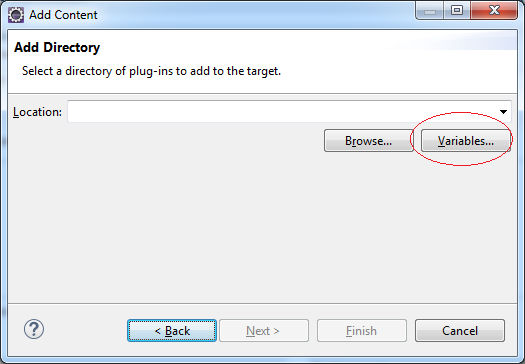 Add Content
Add Directory
Select a directory of plug-ins to add to the target.
Location:
Browse...
Variables...
?
< Back
Next >
Finish
Cancel